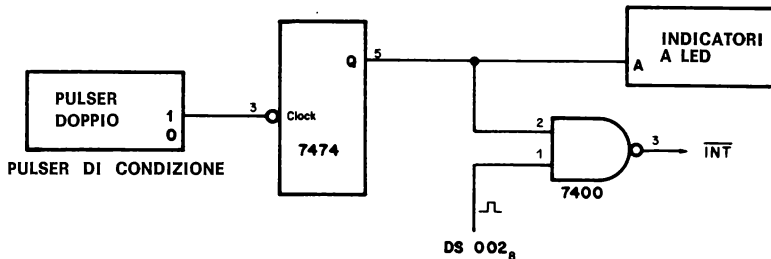 PULSER
DOPPIO
1
0
PULSER DI CONDIZIONE
3
Clock
Q
5
7474
INDICATORI
A LED
A
2
1
3
7400
INT
DS 002₈